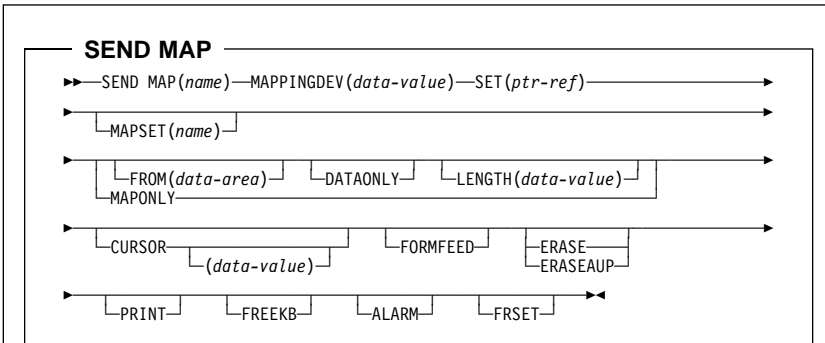 SEND MAP
SEND MAP(name) MAPPINGDEV(data-value) SET(ptr-ref)
MAPSET(name)
FROM(data-area) DATAONLY LENGTH(data-value)
MAPONLY
CURSOR FORMFEED ERASE
(data-value) ERASEAUP
PRINT FREEKB ALARM FRSET